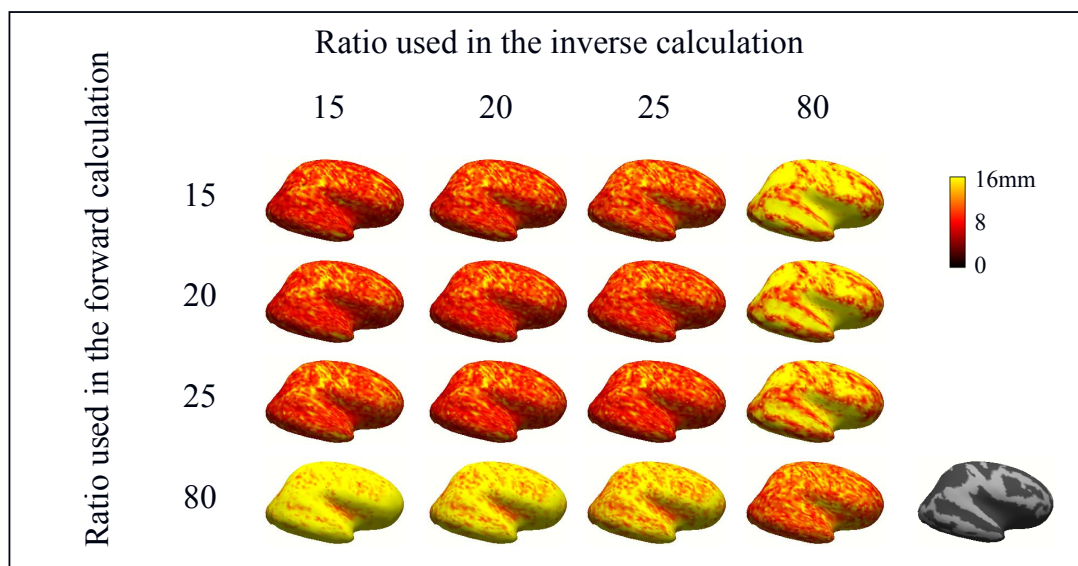 Ratio used in the inverse calculation
Ratio used in the forward calculation
15 20 25 80
15
20
25
80
16mm
8
0